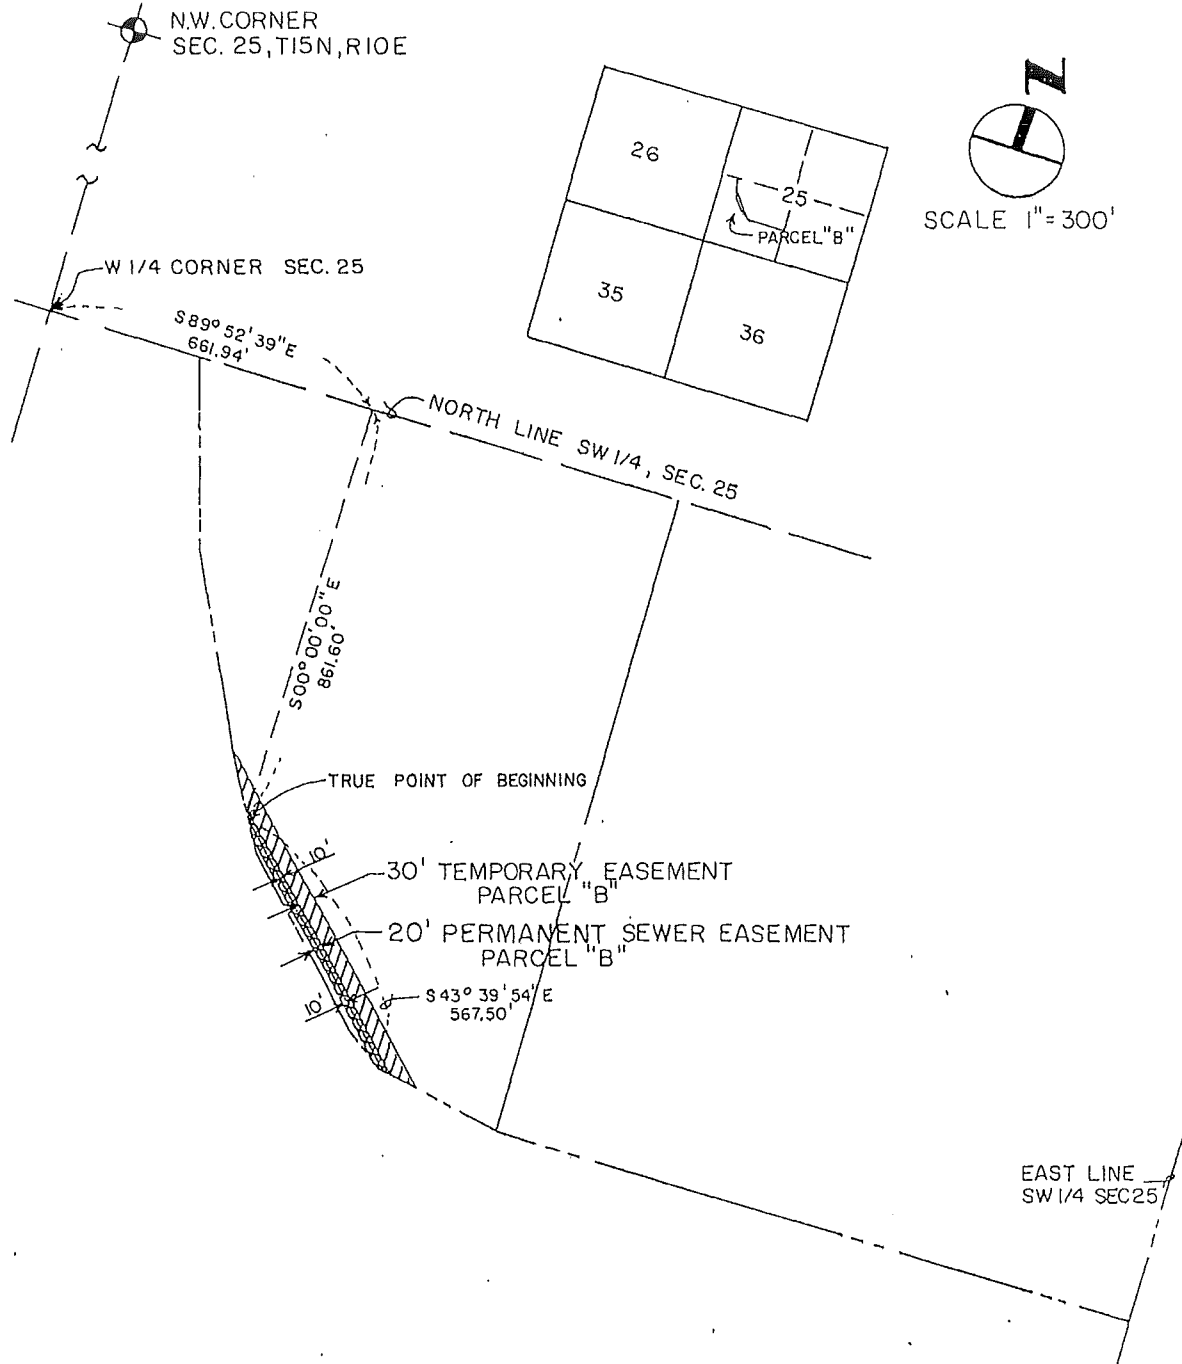 N.W. CORNER
SEC. 25, T15N, R10E
N
SCALE 1"=300'
26
25
PARCEL "B"
35
36
W 1/4 CORNER SEC. 25
S 89° 52' 39" E
661.94'
NORTH LINE SW 1/4, SEC. 25
S00° 00' 00" E
861.60'
TRUE POINT OF BEGINNING
10'
30' TEMPORARY EASEMENT
PARCEL "B"
20' PERMANENT SEWER EASEMENT
PARCEL "B"
S 43° 39' 54" E
567.50'
10'
EAST LINE
SW 1/4 SEC 25